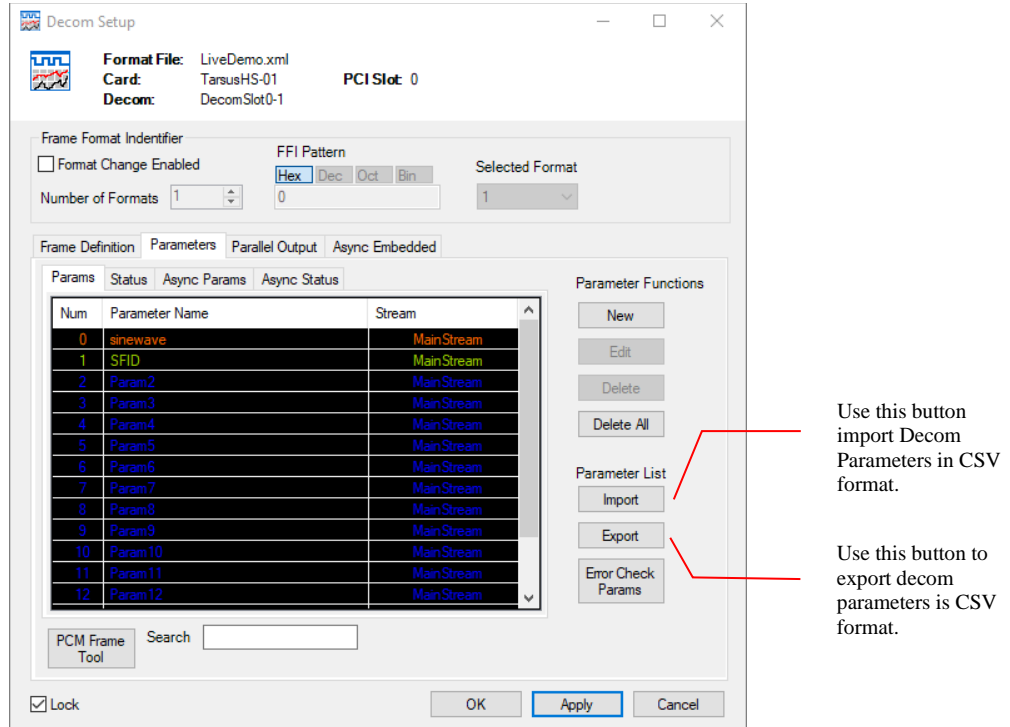 Decom Setup
Format File: LiveDemo.xml
Card: TarsusHS-01 PCI Slot: 0
Decom: DecomSlot0-1
Frame Format Indentifier
Format Change Enabled
FFI Pattern
Selected Format
Hex Dec Oct Bin
Number of Formats 1
0
1
Frame Definition Parameters Parallel Output Async Embedded
Params Status Async Params Async Status
Num Parameter Name Stream
0 sinewave MainStream
1 SFID MainStream
2 Param2 MainStream
3 Param3 MainStream
4 Param4 MainStream
5 Param5 MainStream
6 Param6 MainStream
7 Param7 MainStream
8 Param8 MainStream
9 Param9 MainStream
10 Param10 MainStream
11 Param11 MainStream
12 Param12 MainStream
Parameter Functions
New
Edit
Delete
Delete All
Parameter List
Import
Export
Error Check
Params
PCM Frame
Tool
Search
Lock
OK Apply Cancel
Use this button
import Decom
Parameters in CSV
format.
Use this button to
export decom
parameters is CSV
format.